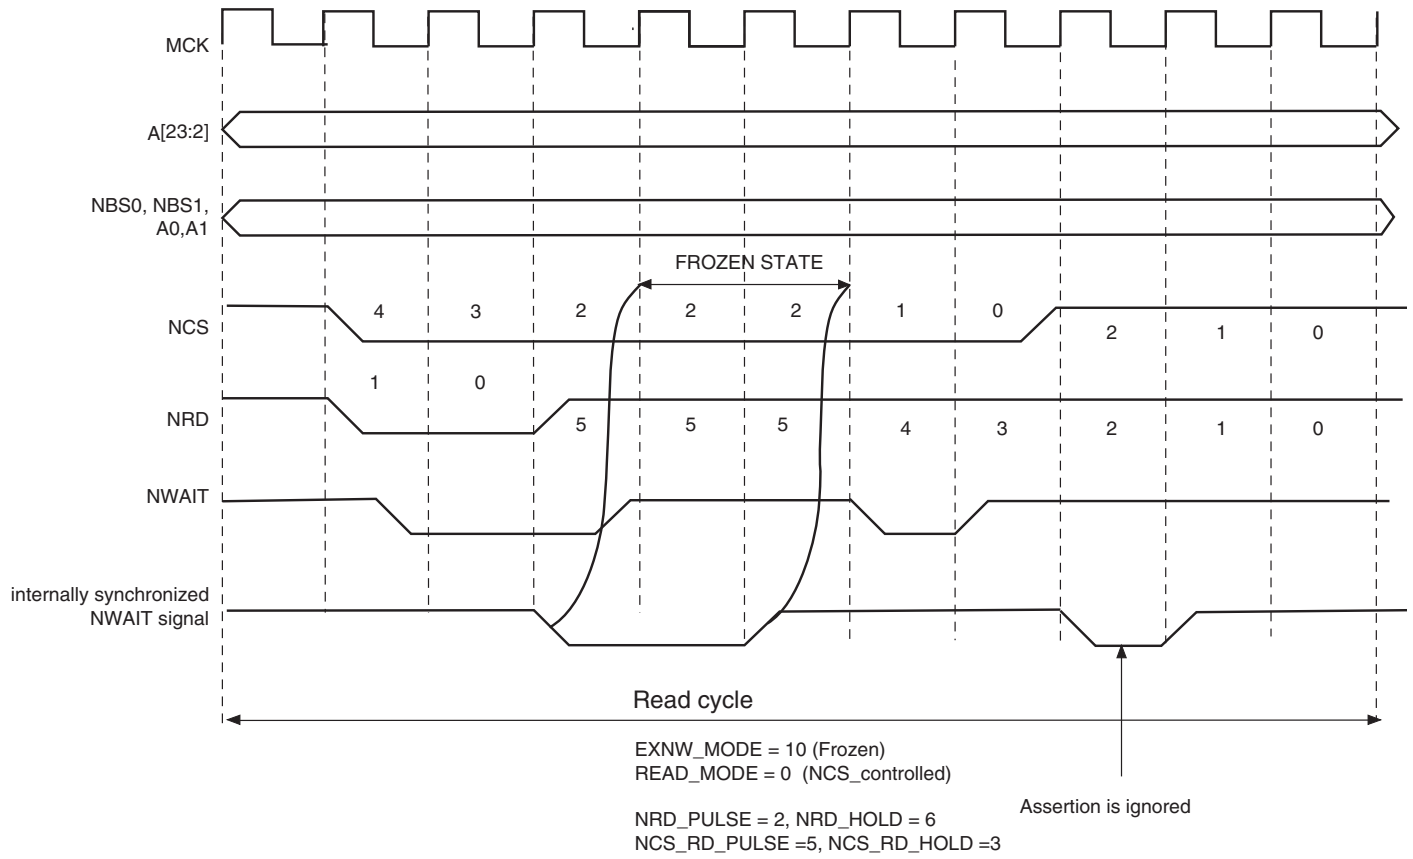 MCK
A[23:2]
NBS0, NBS1,
A0,A1
FROZEN STATE
4 3 2 2 2 1 0
NCS
2 1 0
1 0
NRD
5 5 5 4 3 2 1 0
NWAIT
internally synchronized
NWAIT signal
Read cycle
EXNW_MODE = 10 (Frozen)
READ_MODE = 0 (NCS_controlled)
Assertion is ignored
NRD_PULSE = 2, NRD_HOLD = 6
NCS_RD_PULSE =5, NCS_RD_HOLD =3